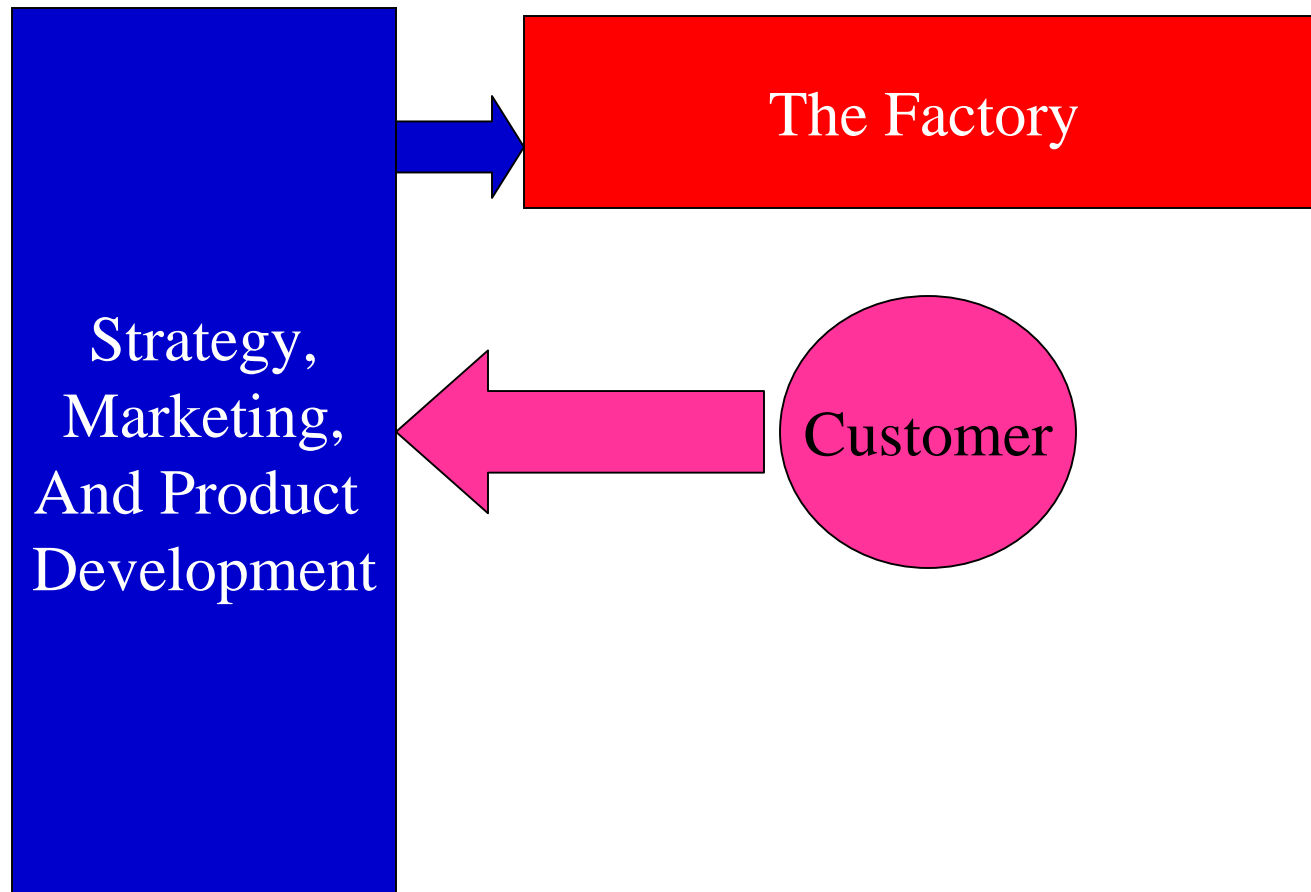 The Factory
Strategy,
Marketing,
And Product
Development
Customer